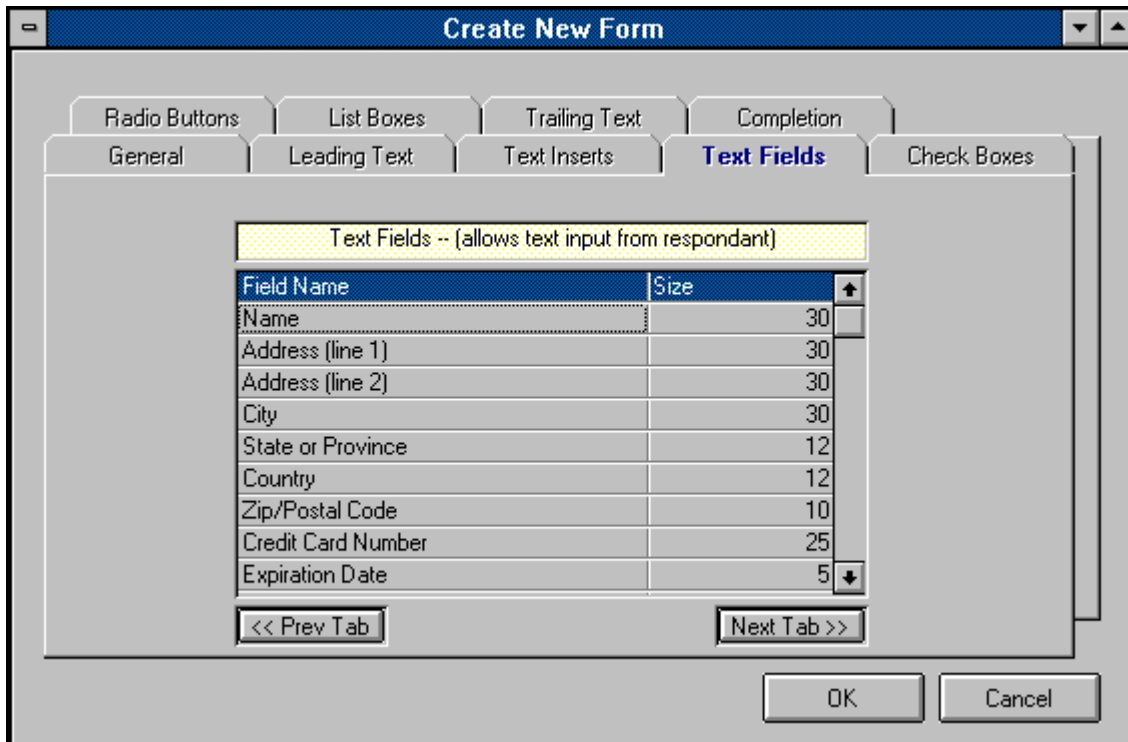 Create New Form
Radio Buttons List Boxes Trailing Text Completion
General Leading Text Text Inserts Text Fields Check Boxes
Text Fields -- (allows text input from respondant)
Field Name Size
Name 30
Address (line 1) 30
Address (line 2) 30
City 30
State or Province 12
Country 12
Zip/Postal Code 10
Credit Card Number 25
Expiration Date 5
<< Prev Tab Next Tab >>
OK Cancel